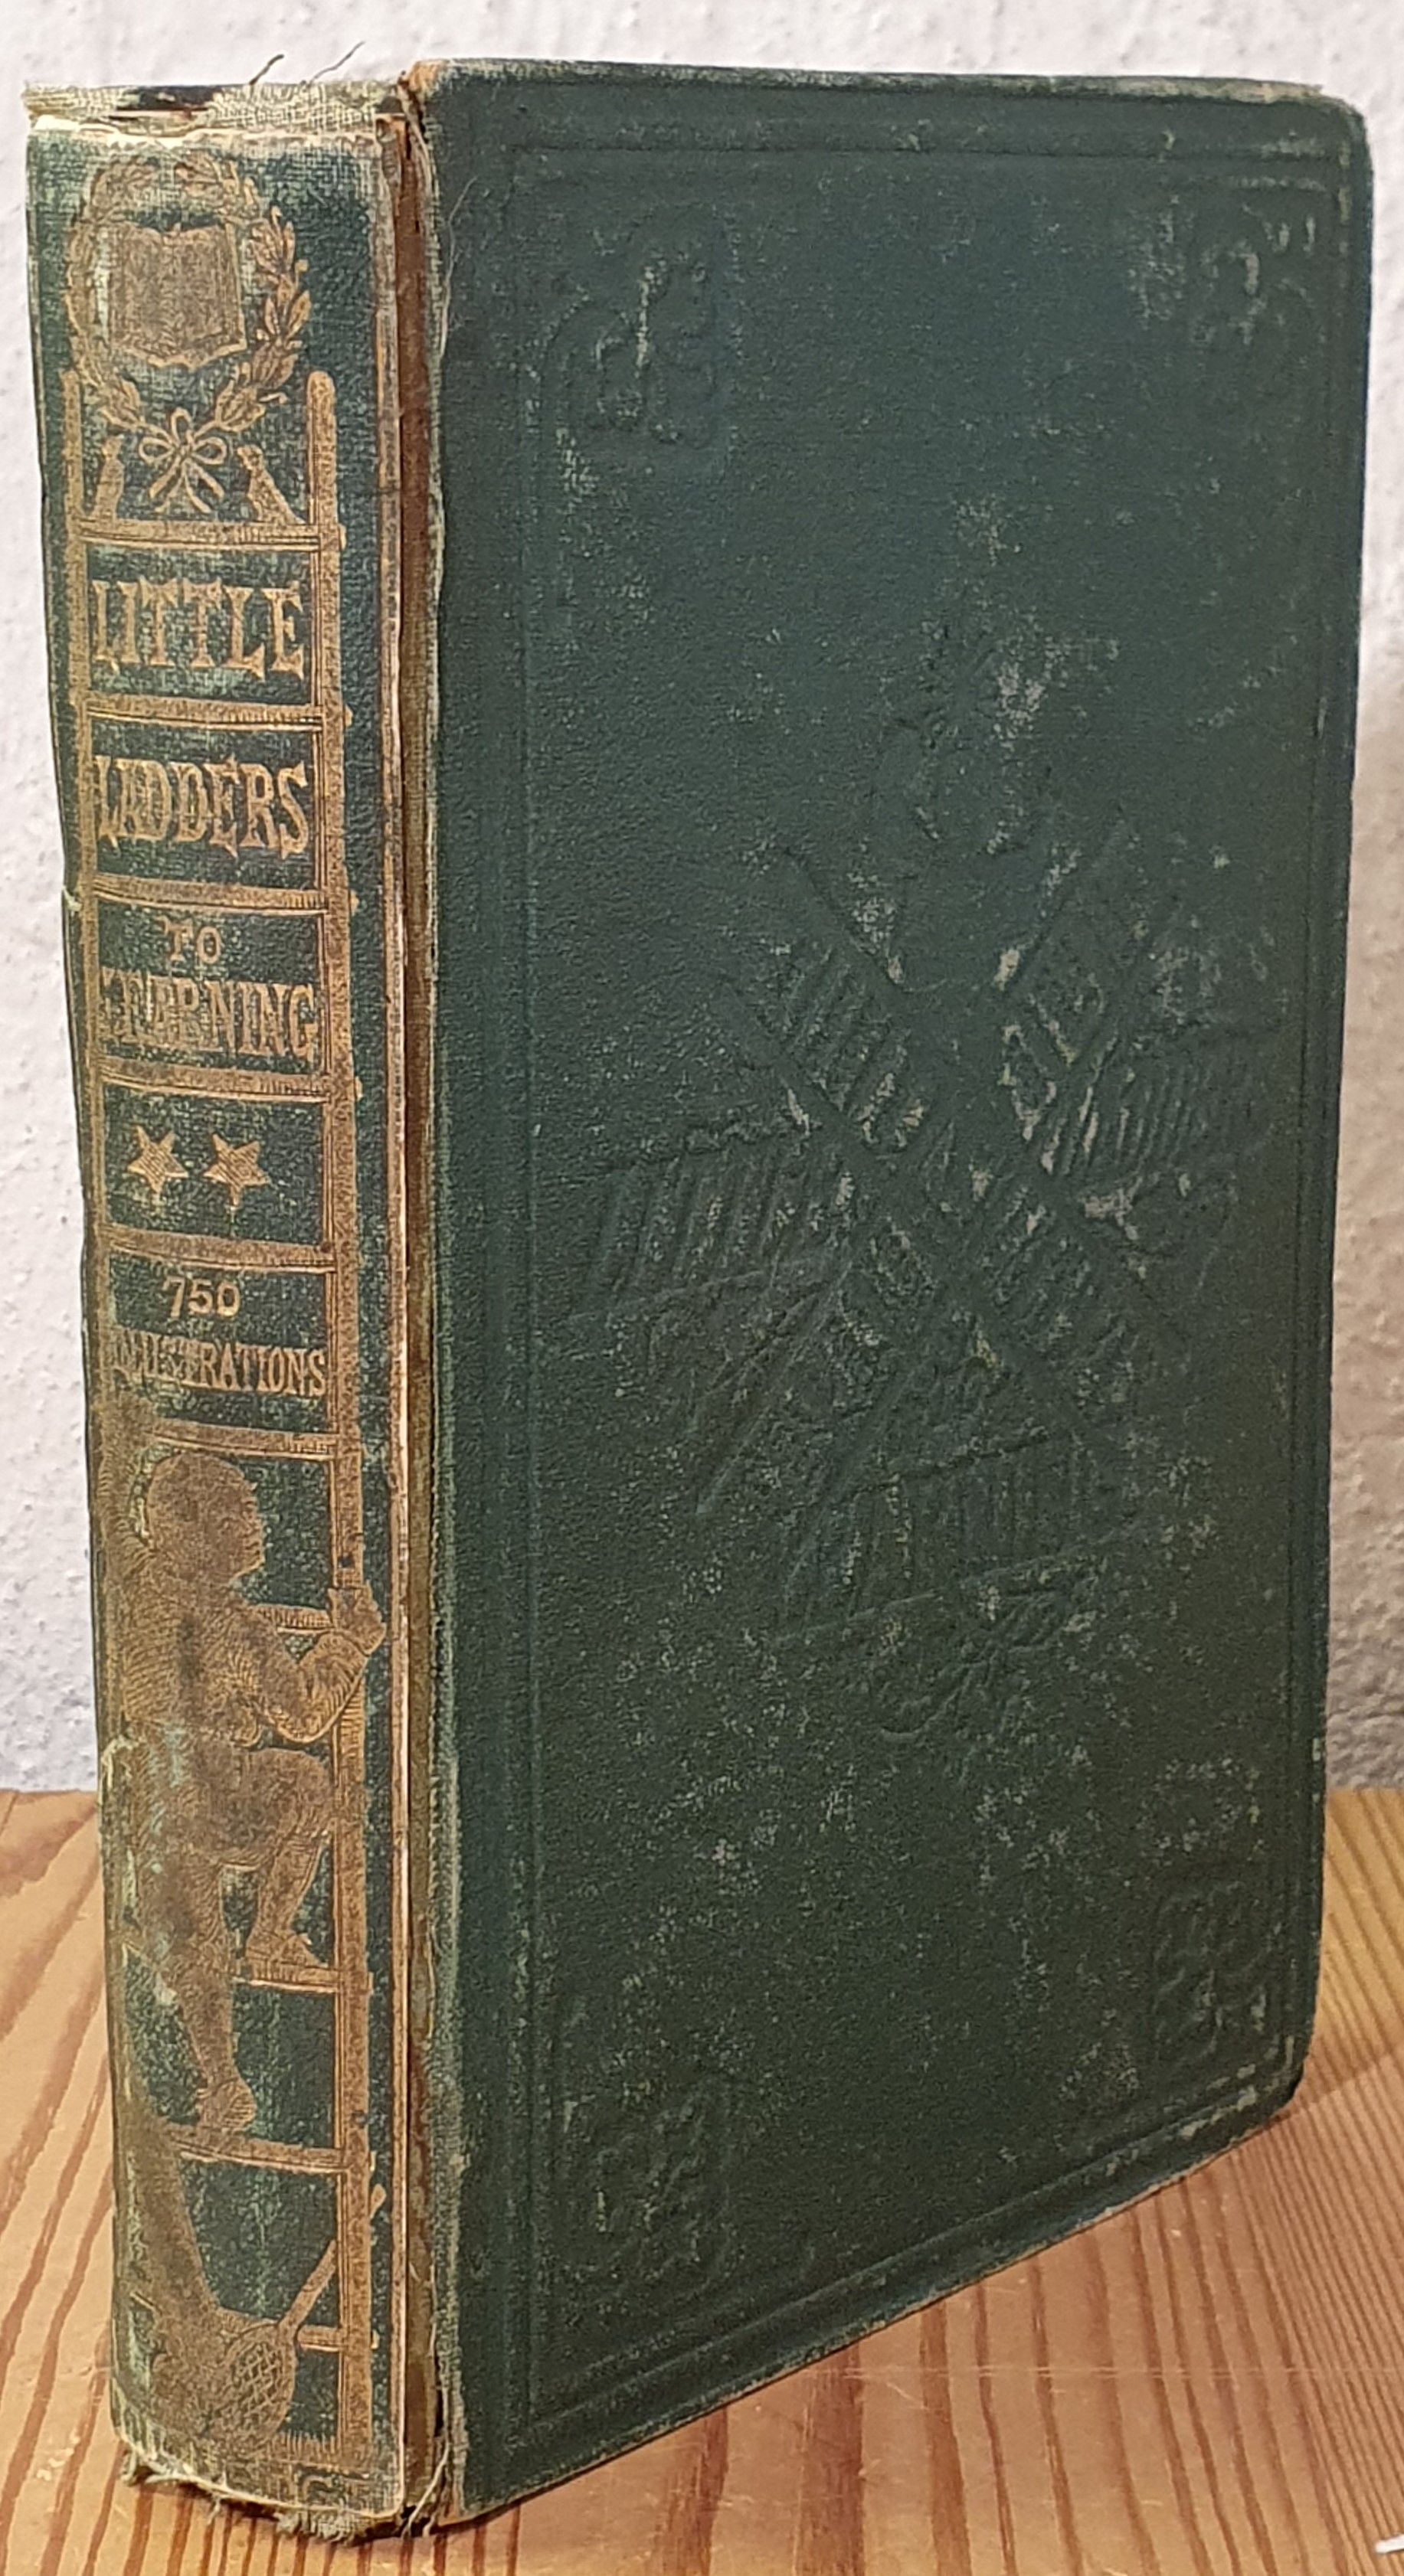 LITTLE
LADDERS
TO
LEARNING
750
ILLUSTRATIONS